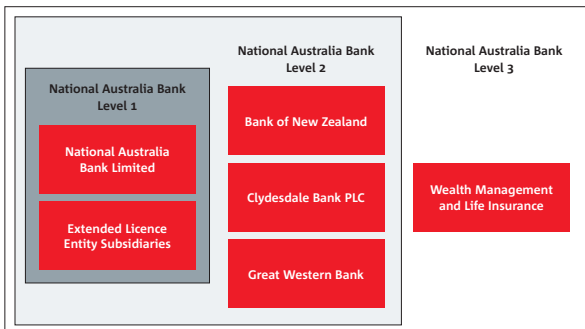 National Australia Bank
Level 1
National Australia
Bank Limited
Extended Licence
Entity Subsidiaries
National Australia Bank
Level 2
Bank of New Zealand
Clydesdale Bank PLC
Great Western Bank
National Australia Bank
Level 3
Wealth Management
and Life Insurance